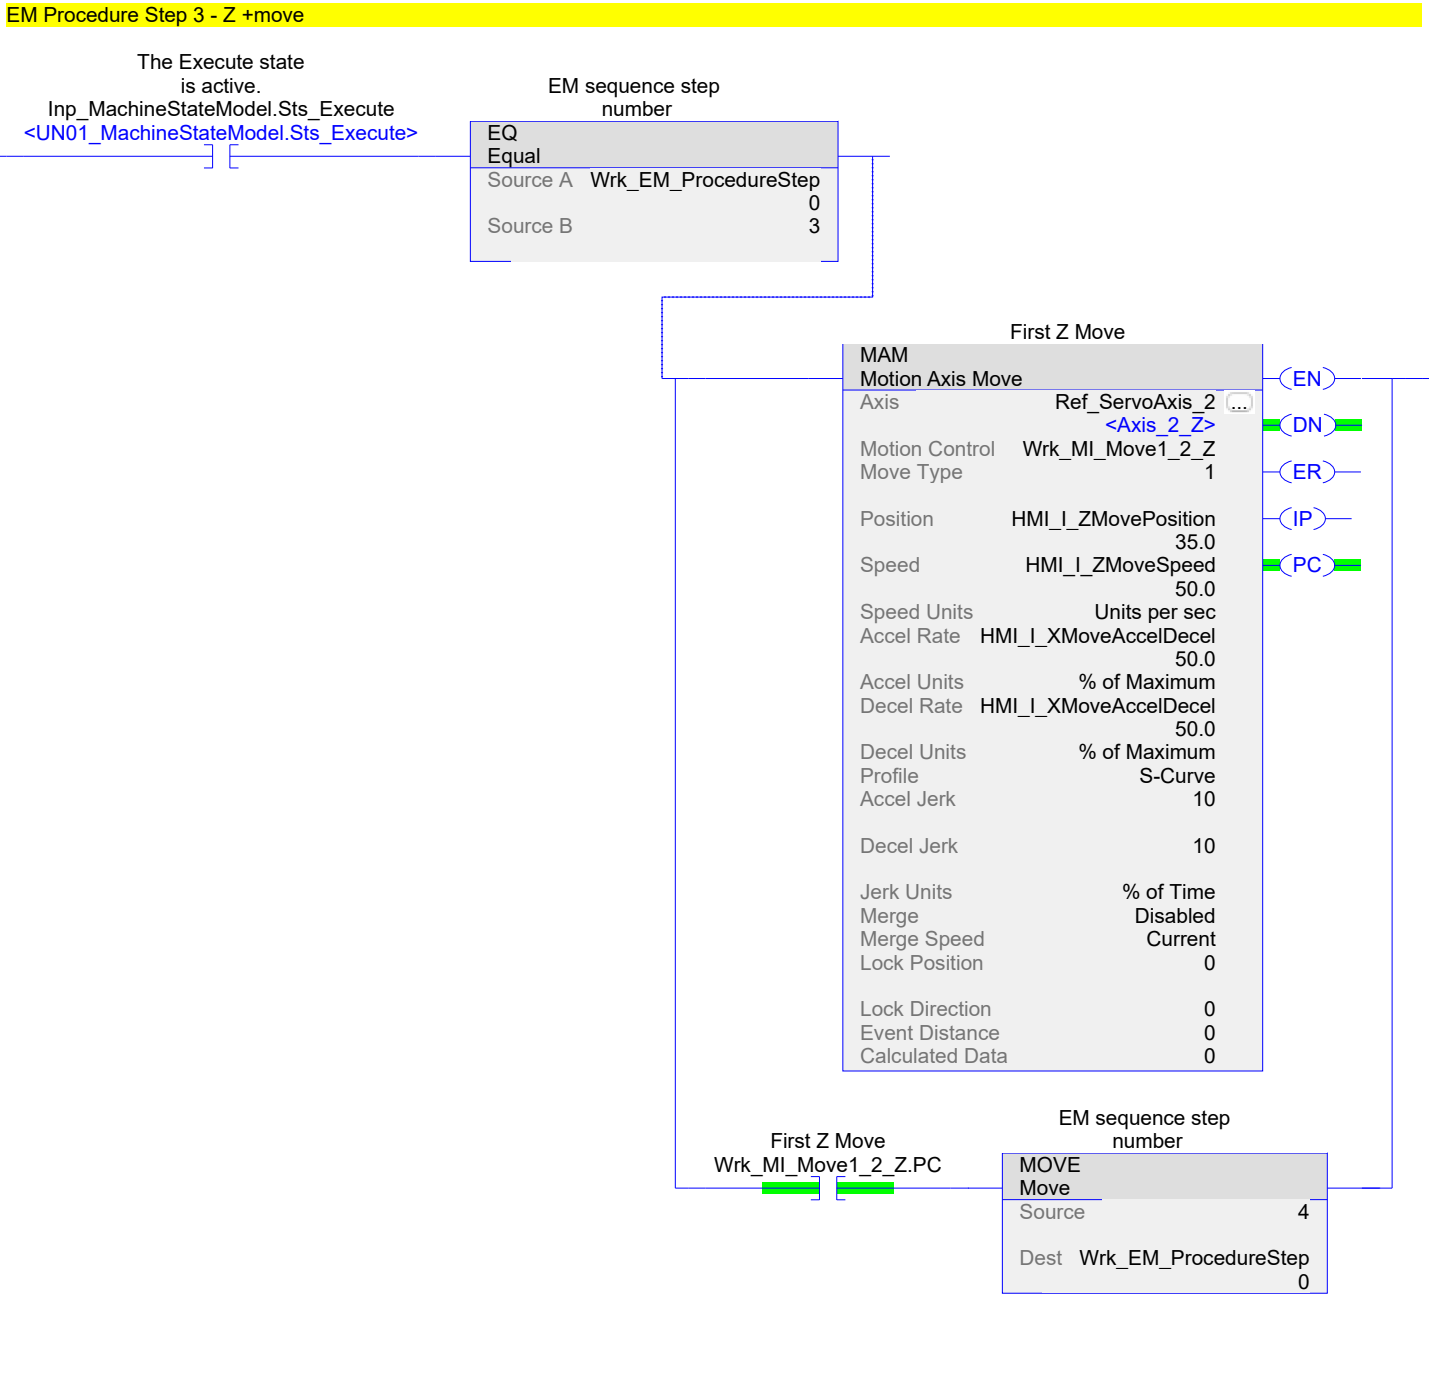 EM Procedure Step 3 - Z +move
The Execute state
is active.
Inp_MachineStateModel.Sts_Execute
<UN01_MachineStateModel.Sts_Execute>
EM sequence step
number
EQ
Equal
Source A Wrk_EM_ProcedureStep
0
Source B 3
First Z Move
MAM
Motion Axis Move
Axis Ref_ServoAxis_2 ...
<Axis_2_Z>
Motion Control Wrk_MI_Move1_2_Z
Move Type 1
Position HMI_I_ZMovePosition
35.0
Speed HMI_I_ZMoveSpeed
50.0
Speed Units Units per sec
Accel Rate HMI_I_XMoveAccelDecel
50.0
Accel Units % of Maximum
Decel Rate HMI_I_XMoveAccelDecel
50.0
Decel Units % of Maximum
Profile S-Curve
Accel Jerk 10
Decel Jerk 10
Jerk Units % of Time
Merge Disabled
Merge Speed Current
Lock Position 0
Lock Direction 0
Event Distance 0
Calculated Data 0
EN
DN
ER
IP
PC
First Z Move
Wrk_MI_Move1_2_Z.PC
EM sequence step
number
MOVE
Move
Source 4
Dest Wrk_EM_ProcedureStep
0